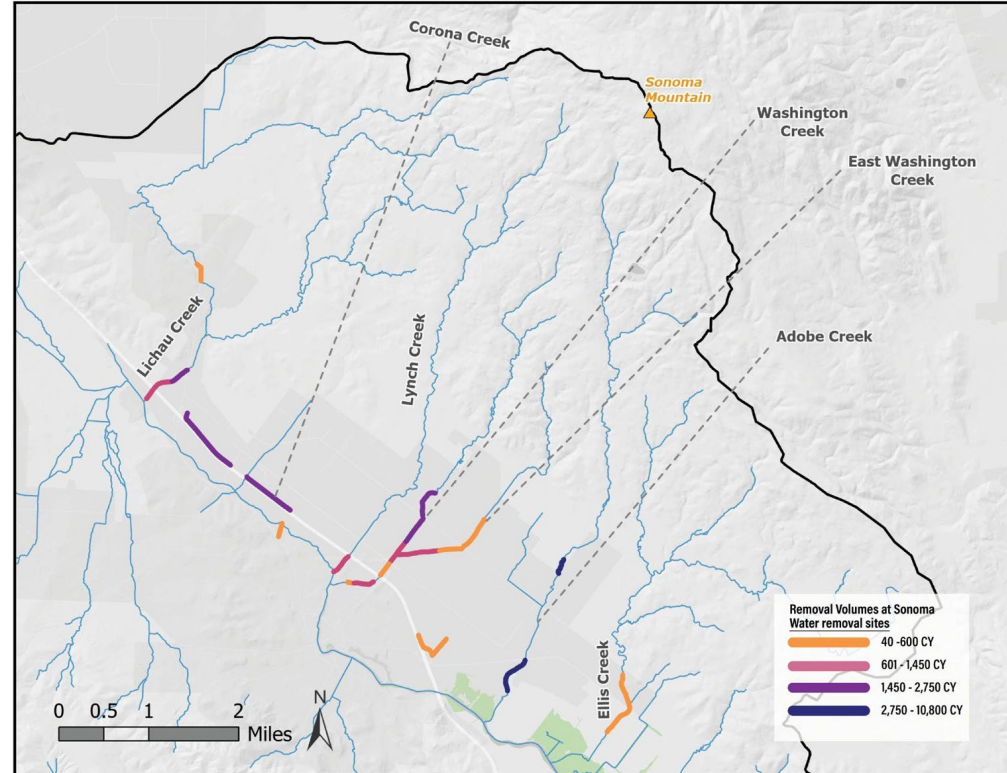 Corona Creek
Sonoma
Mountain
Washington
Creek
East Washington
Creek
Lichau Creek
Lynch Creek
Adobe Creek
Ellis Creek
Removal Volumes at Sonoma
Water removal sites
40 -600 CY
601 - 1,450 CY
1,450 - 2,750 CY
2,750 - 10,800 CY
N
0 0.5 1 2
Miles